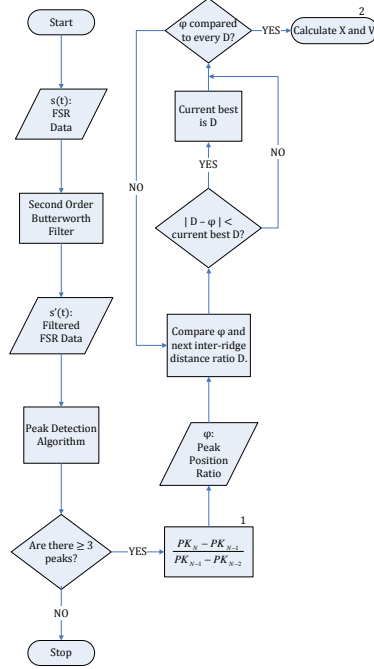 Start
s(t):
FSR
Data
Second Order
Butterworth
Filter
s'(t):
Filtered
FSR Data
Peak Detection
Algorithm
Are there ≥ 3
peaks?
YES
NO
Stop
1
PK_N − PK_{N−1}
PK_{N−1} − PK_{N−2}
φ:
Peak
Position
Ratio
Compare φ and
next inter-ridge
distance ratio D.
| D – φ | <
current best D?
YES
NO
Current best
is D
φ compared
to every D?
NO
YES
2
Calculate X and V